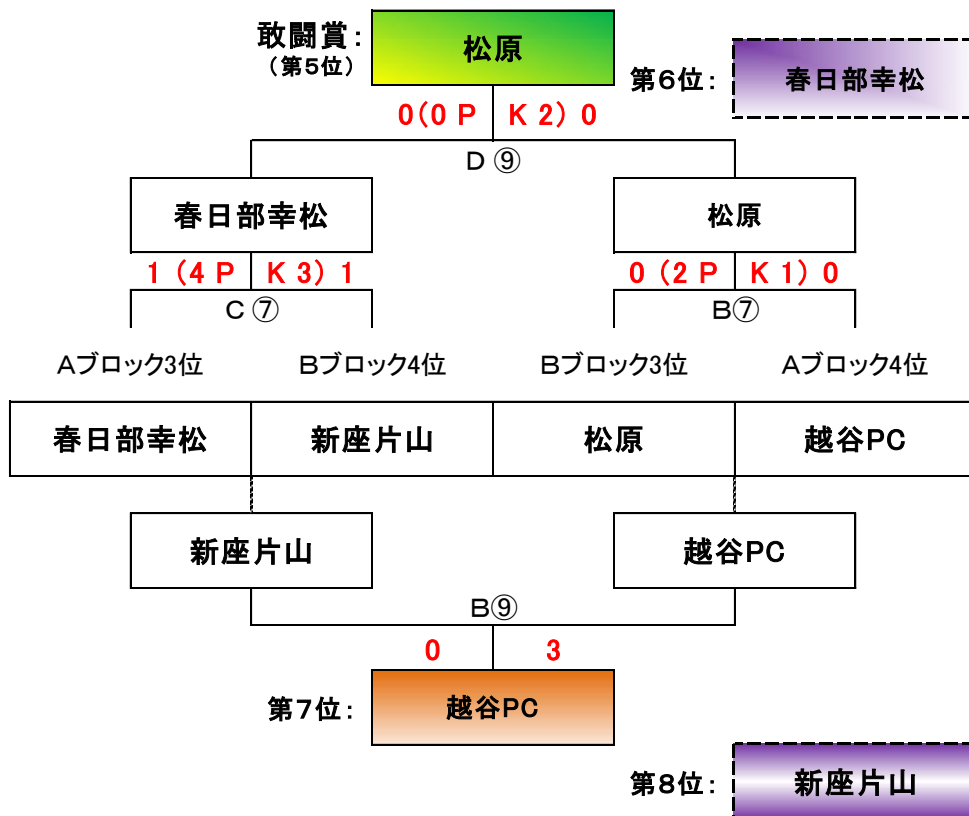 敢闘賞：
（第5位）
松原
第6位：
春日部幸松
0(0 P K 2) 0
D ⑨
春日部幸松
松原
1 (4 P K 3) 1
0 (2 P K 1) 0
C ⑦
B⑦
Aブロック3位
Bブロック4位
Bブロック3位
Aブロック4位
春日部幸松
新座片山
松原
越谷PC
新座片山
越谷PC
B⑨
0 3
第7位：
越谷PC
第8位：
新座片山